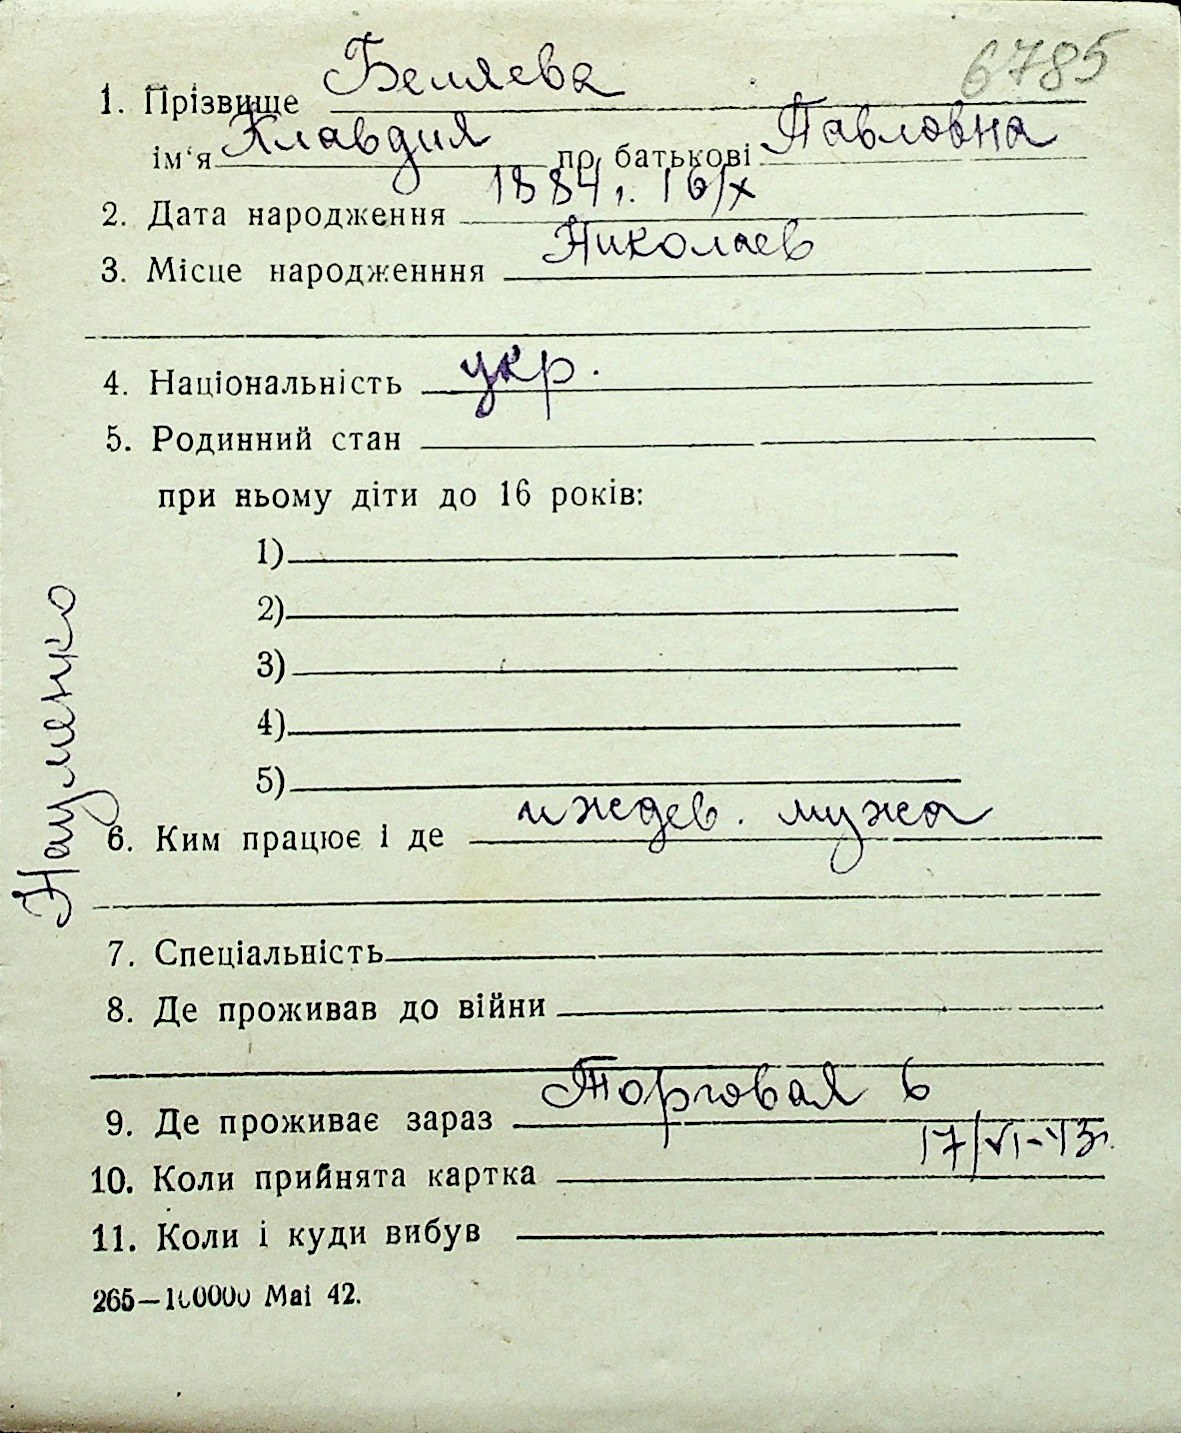 6785
1. Прізвище Беляева
ім'я Клавдия по батькові Павловна
2. Дата народження 1884 г. 16/X
3. Місце народженння Николаев
4. Національність укр.
5. Родинний стан
при ньому діти до 16 років:
1)
2)
3)
4)
5)
Науменко
6. Ким працює і де иждев. мужа
7. Спеціальність
8. Де проживав до війни
9. Де проживає зараз Торговая 6
10. Коли прийнята картка 17/VI-43г.
11. Коли і куди вибув
265—100000 Mai 42.